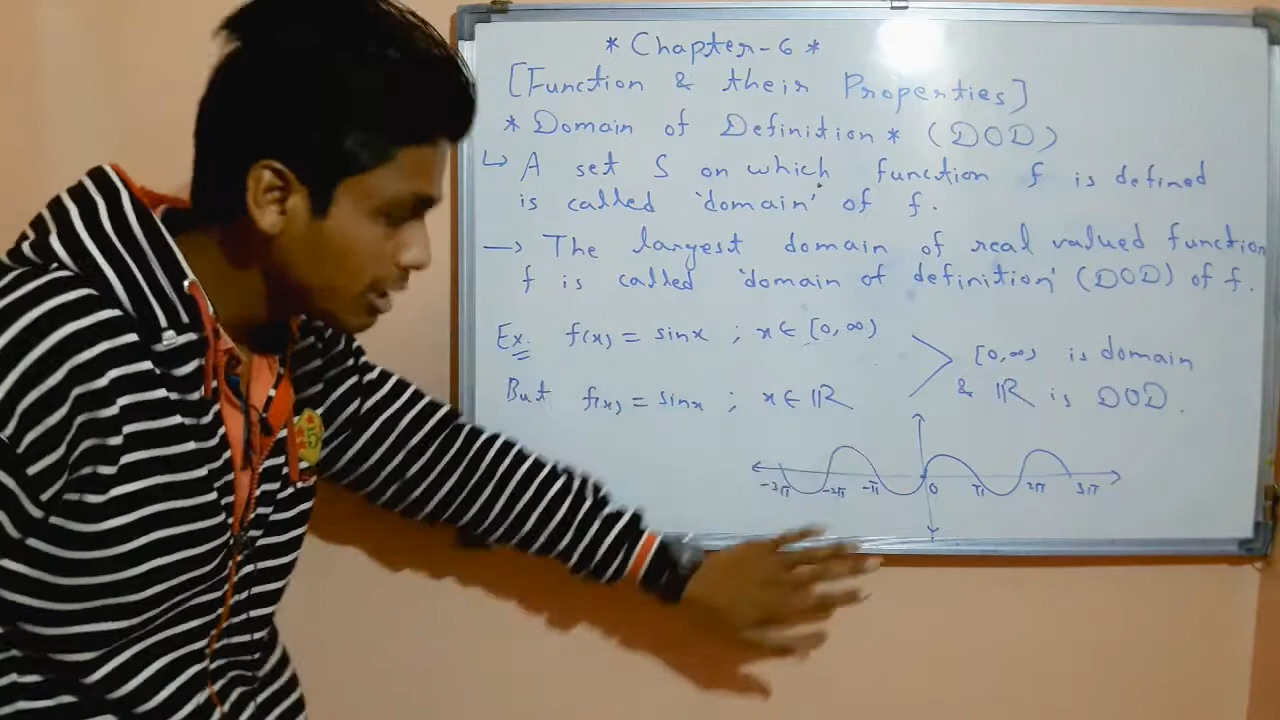 * Chapter-6 *
[Function & their Properties]
* Domain of Definition * (DOD)
↳ A set S on which function f is defined
is called 'domain' of f.
→ The largest domain of real valued function
f is called 'domain of definition' (DOD) of f.
Ex. f(x) = sinx ; x ∈ [0, ∞)
But f(x) = sinx ; x ∈ ℝ
[0, ∞) is domain
& ℝ is DOD.
-3π -2π -π 0 π 2π 3π
5